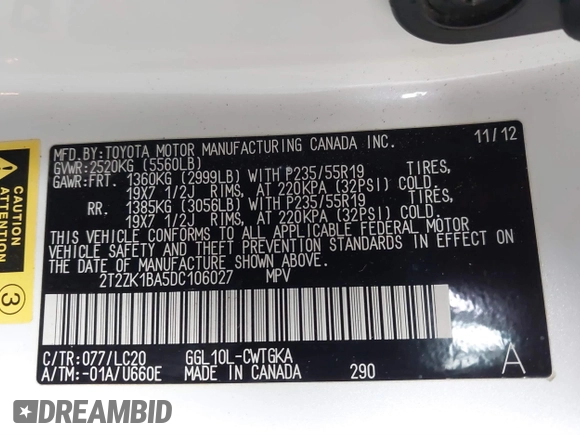 MFD.BY:TOYOTA MOTOR MANUFACTURING CANADA INC. 11/12
GVWR:2520KG (5560LB)
GAWR:FRT. 1360KG (2999LB) WITH P235/55R19 TIRES,
19X7 1/2J RIMS, AT 220KPA (32PSI) COLD.
RR. 1385KG (3056LB) WITH P235/55R19 TIRES,
19X7 1/2J RIMS, AT 220KPA (32PSI) COLD.
THIS VEHICLE CONFORMS TO ALL APPLICABLE FEDERAL MOTOR
VEHICLE SAFETY AND THEFT PREVENTION STANDARDS IN EFFECT
ON THE DATE OF MANUFACTURE SHOWN ABOVE.
2T2ZK1BA5DC106027 MPV
C/TR:077/LC20 GGL10L-CWTGKA A
A/TM:-01A/U660E MADE IN CANADA 290
CAUTION
ATTENTION
3
DREAMBID